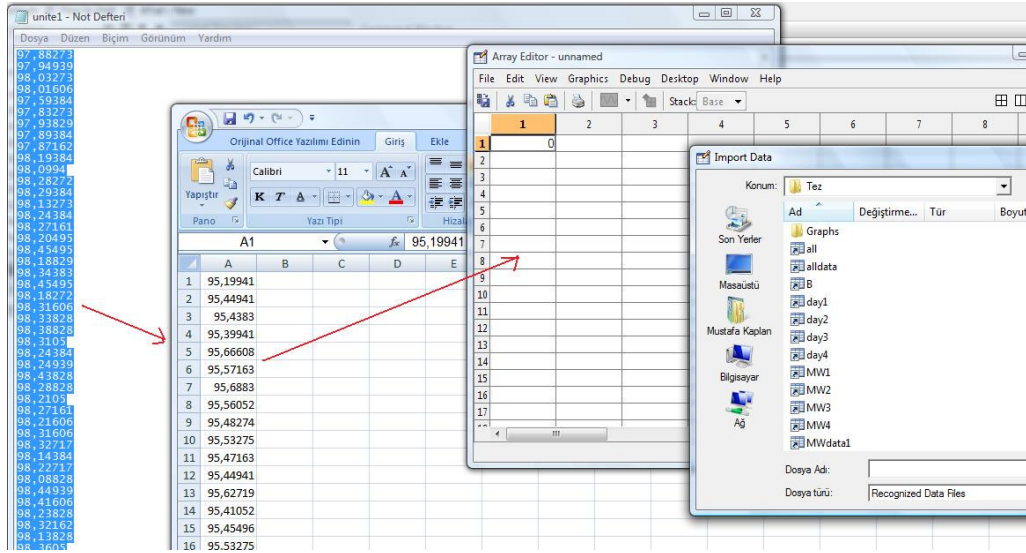 unite1 - Not Defteri
Dosya Düzen Biçim Görünüm Yardım
97,88273
97,94939
98,03273
98,01606
97,59384
97,83273
97,93829
97,89384
97,87162
98,19384
98,0994
98,28272
98,29384
98,13273
98,24384
98,27161
98,20495
98,45495
98,18829
98,34383
98,45495
98,18272
98,31606
98,33828
98,38828
98,3105
98,24384
98,24939
98,43828
98,28828
98,2105
98,27161
98,21606
98,31606
98,32717
98,14384
98,22717
98,08828
98,44939
98,41606
98,23828
98,32162
98,13828
98,3605
Orijinal Office Yazılımı Edinin Giriş Ekle
Yapıştır
Calibri 11 A A
K T A A
Pano Yazı Tipi Hizal
A1 fx 95,19941
A B C D E
1 95,19941
2 95,44941
3 95,4383
4 95,39941
5 95,66608
6 95,57163
7 95,6883
8 95,56052
9 95,48274
10 95,53275
11 95,47163
12 95,44941
13 95,62719
14 95,41052
15 95,45496
16 95,53275
Array Editor - unnamed
File Edit View Graphics Debug Desktop Window Help
Stack: Base
1 2 3 4 5 6 7 8
1 0
2
3
4
5
6
7
8
9
10
11
12
13
14
15
16
17
Import Data
Konum: Tez
Son Yerler
Masaüstü
Mustafa Kaplan
Bilgisayar
Ağ
Ad Değiştirme... Tür Boyut
Graphs
all
alldata
B
day1
day2
day3
day4
MW1
MW2
MW3
MW4
MWdata1
Dosya Adı:
Dosya türü: Recognized Data Files